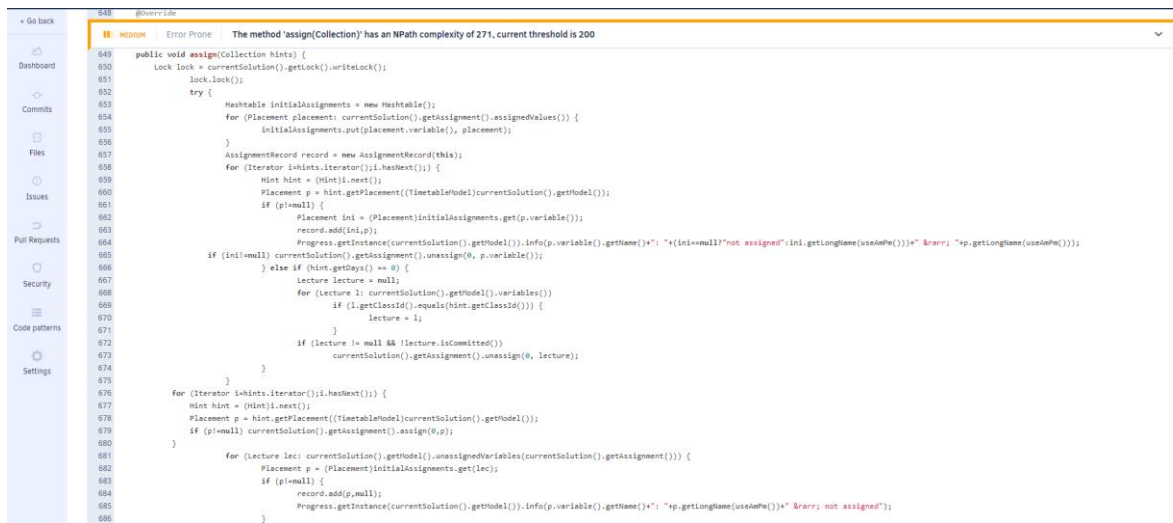 + Go back
Dashboard
Commits
Files
Issues
Pull Requests
Security
Code patterns
Settings
648 @Override
MEDIUM Error Prone The method 'assign(Collection)' has an NPath complexity of 271, current threshold is 200
649 public void assign(Collection hints) {
650 Lock lock = currentSolution().getLock().writeLock();
651 lock.lock();
652 try {
653 Hashtable initialAssignments = new Hashtable();
654 for (Placement placement: currentSolution().getAssignment().assignedValues()) {
655 initialAssignments.put(placement.variable(), placement);
656 }
657 AssignmentRecord record = new AssignmentRecord(this);
658 for (Iterator i=hints.iterator();i.hasNext();) {
659 Hint hint = (Hint)i.next();
660 Placement p = hint.getPlacement((TimetableModel)currentSolution().getModel());
661 if (p!=null) {
662 Placement ini = (Placement)initialAssignments.get(p.variable());
663 record.add(ini,p);
664 Progress.getInstance(currentSolution().getModel()).info(p.variable().getName()+": "+(ini==null?"not assigned":ini.getLongName(useAmPm()))+" &rarr; "+p.getLongName(useAmPm()));
665 if (ini!=null) currentSolution().getAssignment().unassign(0, p.variable());
666 } else if (hint.getDays() == 0) {
667 Lecture lecture = null;
668 for (Lecture l: currentSolution().getModel().variables())
669 if (l.getClassId().equals(hint.getClassId())) {
670 lecture = l;
671 }
672 if (lecture != null && !lecture.isCommitted())
673 currentSolution().getAssignment().unassign(0, lecture);
674 }
675 }
676 for (Iterator i=hints.iterator();i.hasNext();) {
677 Hint hint = (Hint)i.next();
678 Placement p = hint.getPlacement((TimetableModel)currentSolution().getModel());
679 if (p!=null) currentSolution().getAssignment().assign(0,p);
680 }
681 for (Lecture lec: currentSolution().getModel().unassignedVariables(currentSolution().getAssignment())) {
682 Placement p = (Placement)initialAssignments.get(lec);
683 if (p!=null) {
684 record.add(p,null);
685 Progress.getInstance(currentSolution().getModel()).info(p.variable().getName()+": "+p.getLongName(useAmPm())+" &rarr; not assigned");
686 }